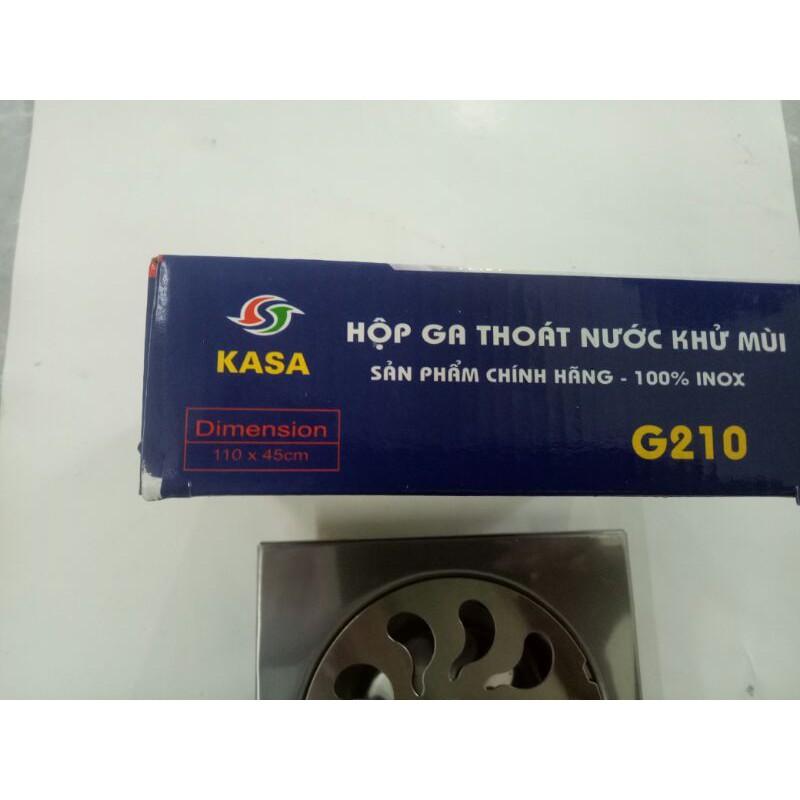 KASA
HỘP GA THOÁT NƯỚC KHỬ MÙI
SẢN PHẨM CHÍNH HÃNG - 100% INOX
Dimension
110 x 45cm
G210